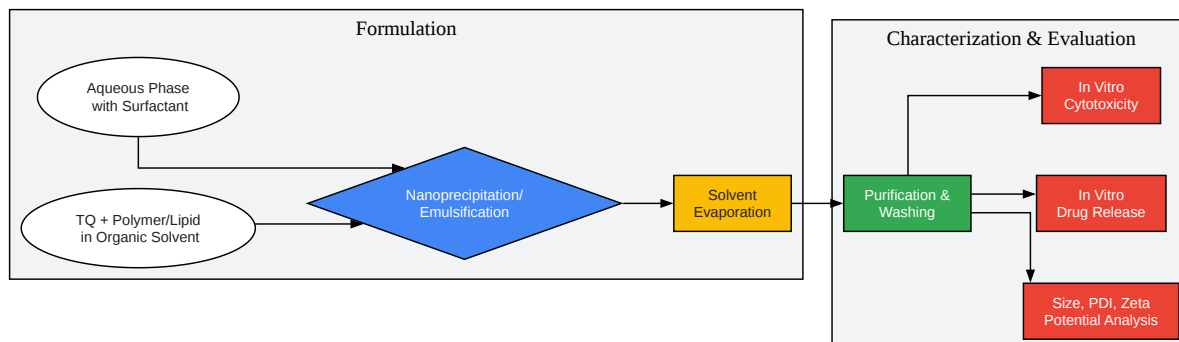 Formulation
Aqueous Phase
with Surfactant
TQ + Polymer/Lipid
in Organic Solvent
Nanoprecipitation/
Emulsification
Solvent
Evaporation
Characterization & Evaluation
Purification &
Washing
In Vitro
Cytotoxicity
In Vitro
Drug Release
Size, PDI, Zeta
Potential Analysis